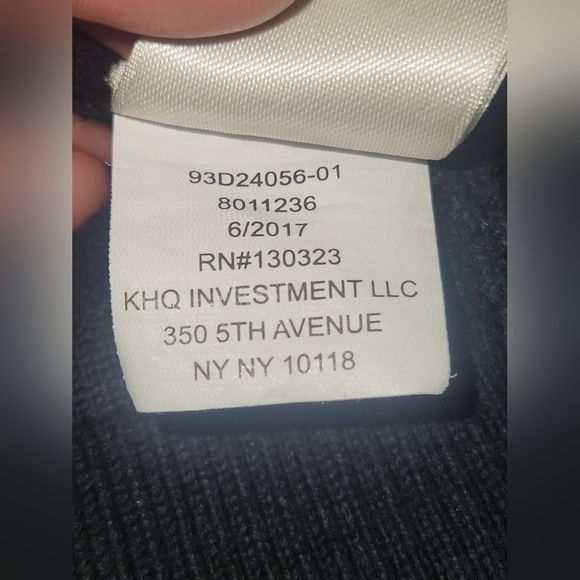 93D24056-01
8011236
6/2017
RN#130323
KHQ INVESTMENT LLC
350 5TH AVENUE
NY NY 10118